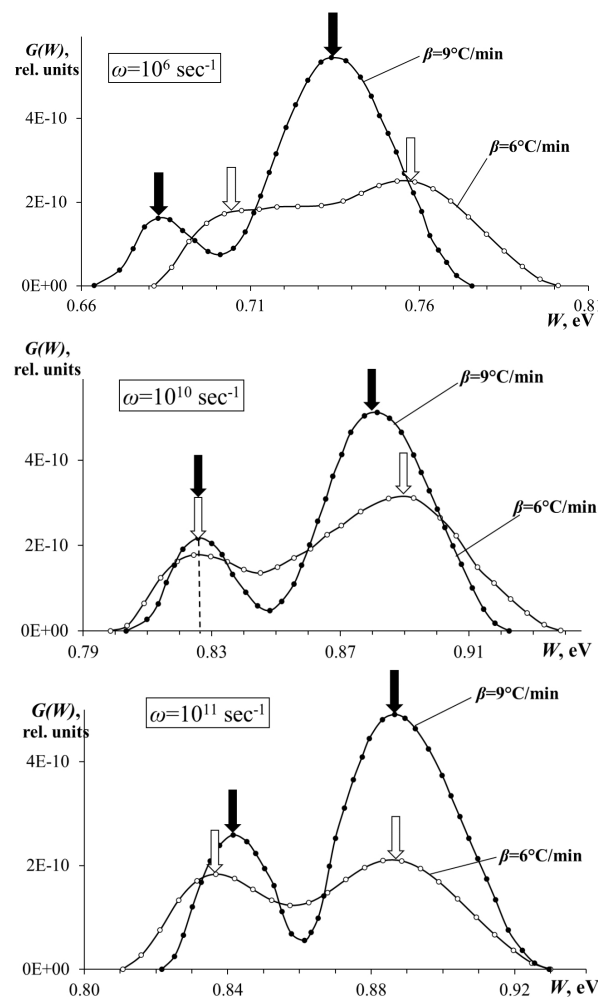 G(W),
rel. units
ω=10⁶ sec⁻¹
β=9°C/min
4E-10
β=6°C/min
2E-10
0E+00
0.66 0.71 0.76 0.81
W, eV
G(W),
rel. units
ω=10¹⁰ sec⁻¹
β=9°C/min
4E-10
β=6°C/min
2E-10
0E+00
0.79 0.83 0.87 0.91 W, eV
G(W),
rel. units
ω=10¹¹ sec⁻¹
β=9°C/min
4E-10
β=6°C/min
2E-10
0E+00
0.80 0.84 0.88 0.92 W, eV